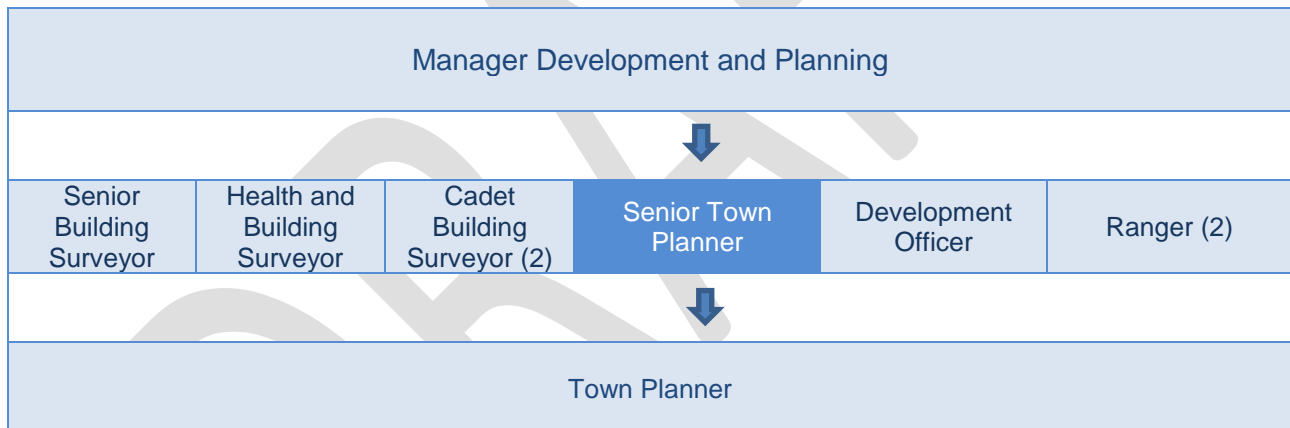 Manager Development and Planning
Senior
Building
Surveyor
Health and
Building
Surveyor
Cadet
Building
Surveyor (2)
Senior Town
Planner
Development
Officer
Ranger (2)
Town Planner